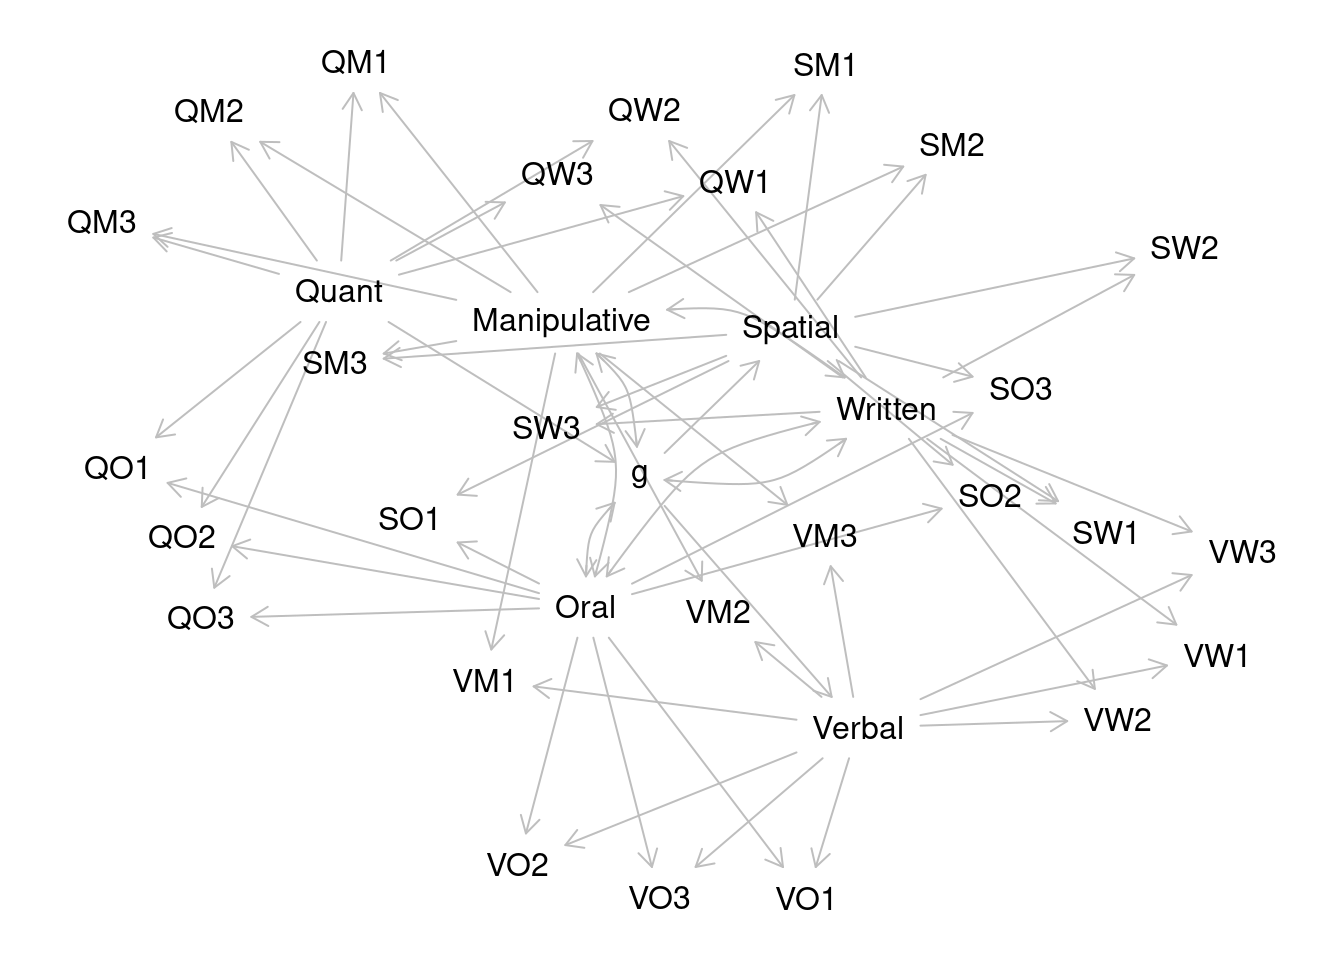 QM1
SM1
QM2
QW2
SM2
QW3
QW1
QM3
SW2
Quant
Manipulative
Spatial
SM3
SO3
Written
SW3
QO1
g
SO2
SO1
SW1
QO2
VM3
VW3
Oral
VM2
QO3
VW1
VM1
VW2
Verbal
VO2
VO3
VO1